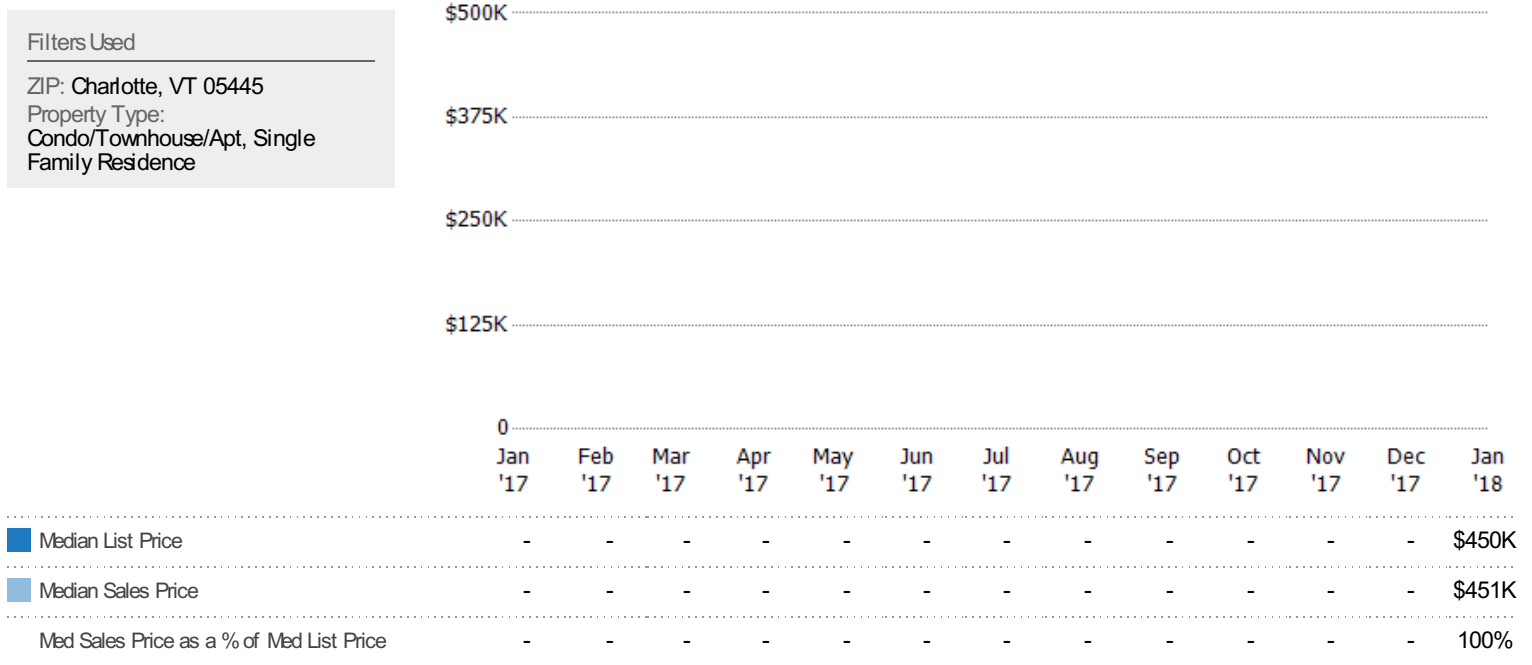 Filters Used
ZIP: Charlotte, VT 05445
Property Type:
Condo/Townhouse/Apt, Single
Family Residence
$500K
$375K
$250K
$125K
0
Jan Feb Mar Apr May Jun Jul Aug Sep Oct Nov Dec Jan
'17 '17 '17 '17 '17 '17 '17 '17 '17 '17 '17 '17 '18
Median List Price - - - - - - - - - - - - $450K
Median Sales Price - - - - - - - - - - - - $451K
Med Sales Price as a % of Med List Price - - - - - - - - - - - - 100%